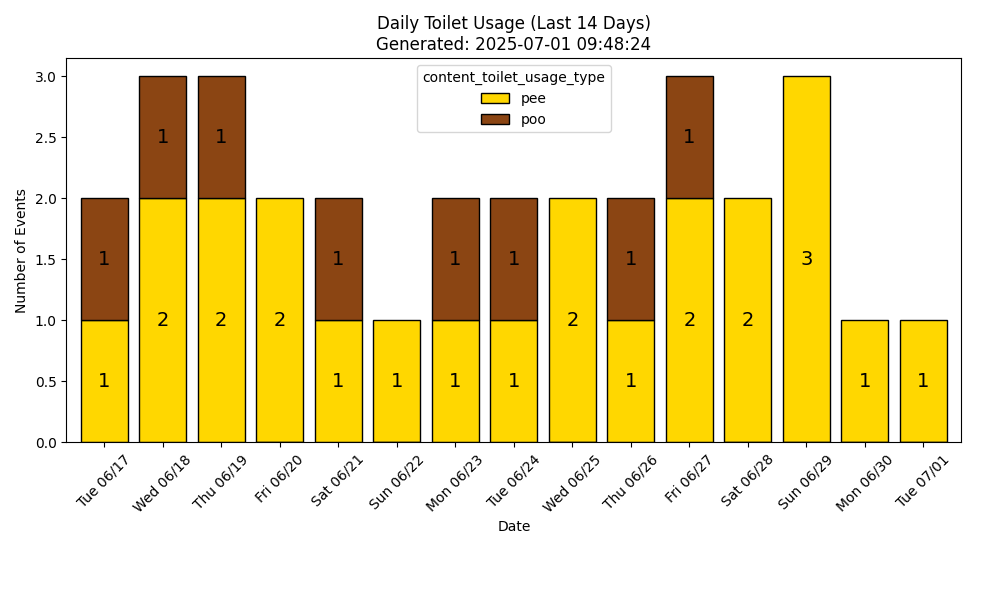 Daily Toilet Usage (Last 14 Days)
Generated: 2025-07-01 09:48:24
content_toilet_usage_type
pee
poo
Number of Events
3.0
2.5
2.0
1.5
1.0
0.5
0.0
1 1 1
1 1 1 1 1
2 2 2 2 2 2 3
1 1 1 1 1 1 1 1
Tue 06/17
Wed 06/18
Thu 06/19
Fri 06/20
Sat 06/21
Sun 06/22
Mon 06/23
Tue 06/24
Wed 06/25
Thu 06/26
Fri 06/27
Sat 06/28
Sun 06/29
Mon 06/30
Tue 07/01
Date